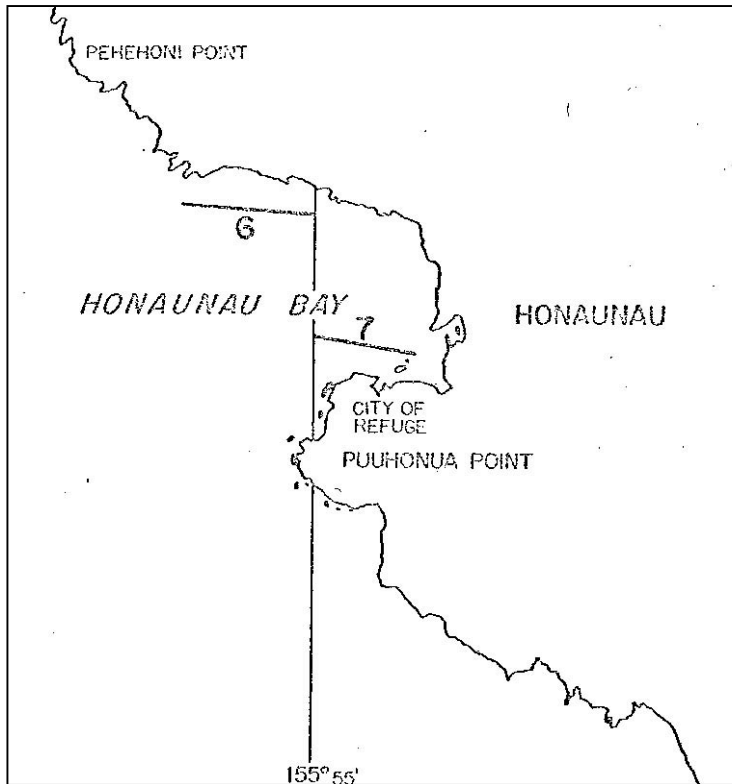 PEHEHONI POINT
6
HONAUNAU BAY
HONAUNAU
7
CITY OF
REFUGE
PUUHONUA POINT
155° 55'